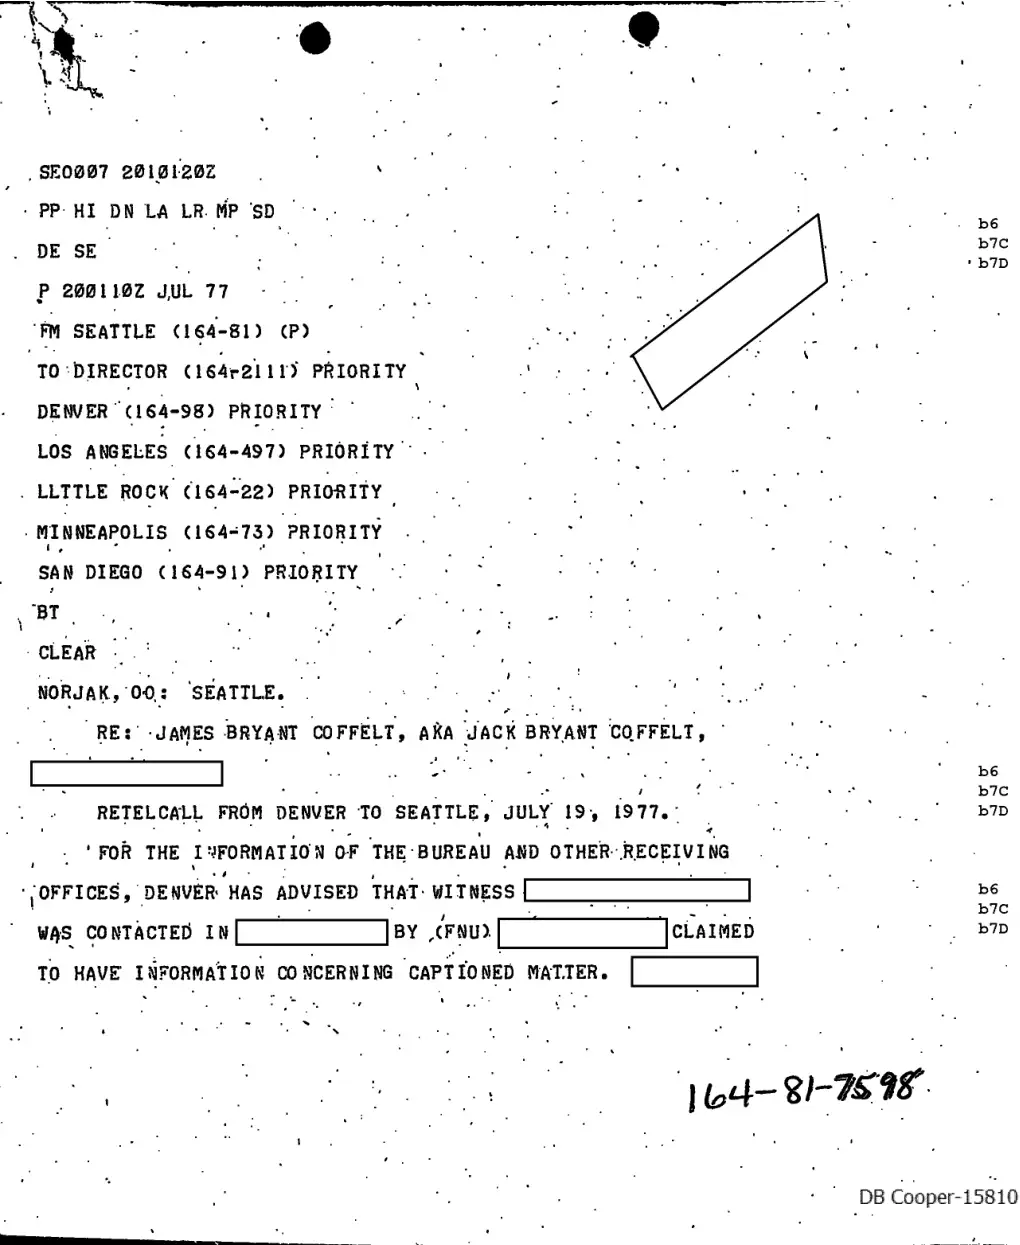 SEO007 2010120Z
PP HI DN LA LR MP SD
DE SE
P 200110Z JUL 77
FM SEATTLE (164-81) (P)
TO DIRECTOR (164-2111) PRIORITY
DENVER (164-98) PRIORITY
LOS ANGELES (164-497) PRIORITY
LLTTLE ROCK (164-22) PRIORITY
MINNEAPOLIS (164-73) PRIORITY
SAN DIEGO (164-91) PRIORITY
BT
CLEAR
NORJAK, OO: SEATTLE.
RE: JAMES BRYANT COFFELT, AKA JACK BRYANT COFFELT,
RETELCALL FROM DENVER TO SEATTLE, JULY 19, 1977.
FOR THE INFORMATION OF THE BUREAU AND OTHER RECEIVING
OFFICES, DENVER HAS ADVISED THAT WITNESS
WAS CONTACTED IN BY (FNU) CLAIMED
TO HAVE INFORMATION CONCERNING CAPTIONED MATTER.
b6
b7C
b7D
b6
b7C
b7D
b6
b7C
b7D
164-81-7598
DB Cooper-15810